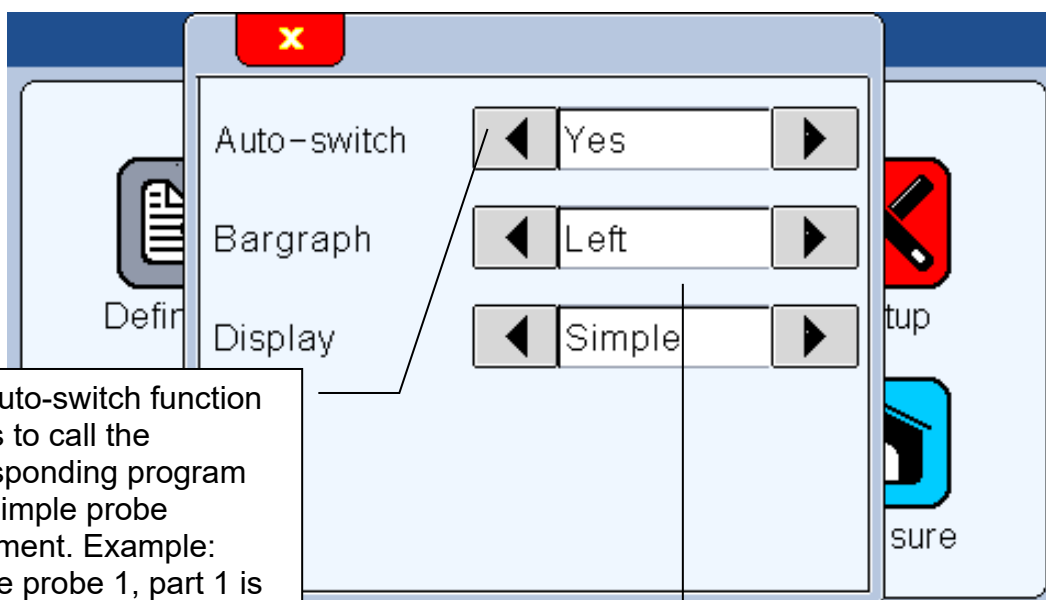 x
Auto-switch Yes
Bargraph Left
Display Simple
Defin
tup
sure
uto-switch function
s to call the
sponding program
imple probe
ment. Example:
e probe 1, part 1 is